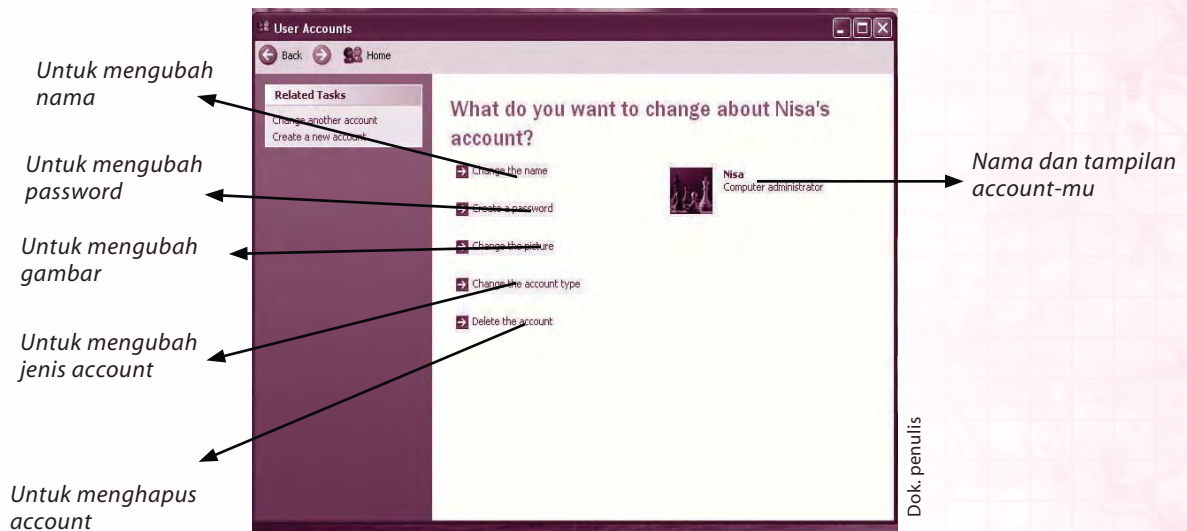 User Accounts
Back
Home
Related Tasks
Change another account
Create a new account
What do you want to change about Nisa's
account?
Change the name
Create a password
Change the picture
Change the account type
Delete the account
Nisa
Computer administrator
Untuk mengubah
nama
Untuk mengubah
password
Untuk mengubah
gambar
Untuk mengubah
jenis account
Untuk menghapus
account
Nama dan tampilan
account-mu
Dok. penulis